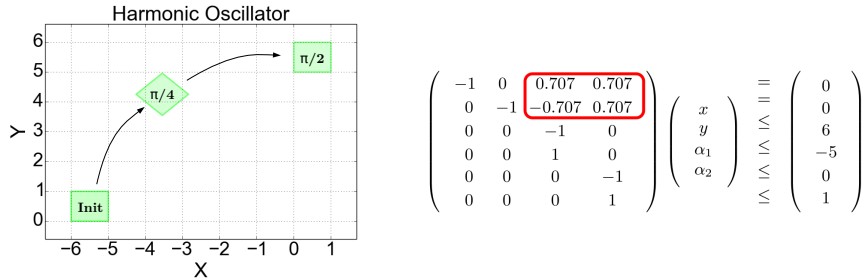 Harmonic Oscillator
Y
6
5
4
3
2
1
0
π/2
π/4
Init
−6 −5 −4 −3 −2 −1 0 1
X
−1 0 0.707 0.707 = 0
0 −1 −0.707 0.707 x = 0
0 0 −1 0 y ≤ 6
0 0 1 0 α₁ ≤ −5
0 0 0 −1 α₂ ≤ 0
0 0 0 1 ≤ 1